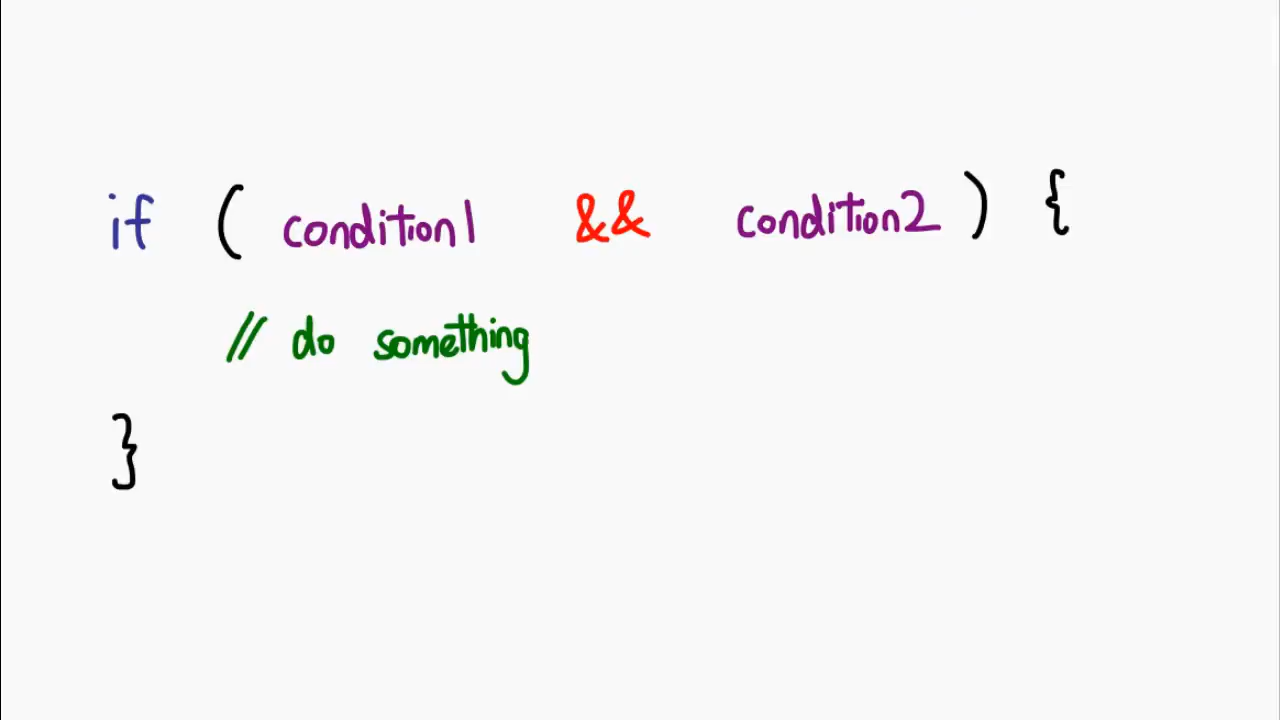 if ( condition1 && condition2 ) {
// do something
}